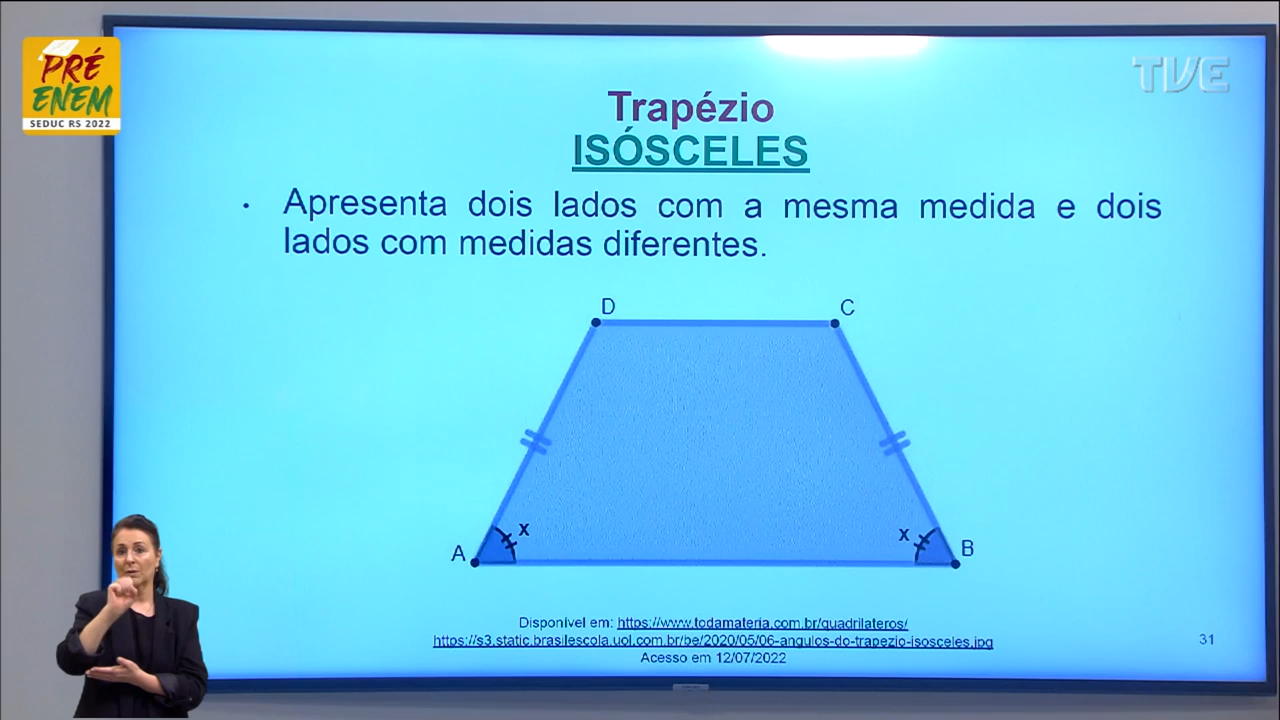 PRÉ
ENEM
SEDUC RS 2022
TVE
Trapézio
ISÓSCELES
• Apresenta dois lados com a mesma medida e dois
lados com medidas diferentes.
D
C
x
x
A
B
Disponível em: https://www.todamateria.com.br/quadrilateros/
https://s3.static.brasilescola.uol.com.br/be/2020/05/06-angulos-do-trapezio-isosceles.jpg
Acesso em 12/07/2022
31